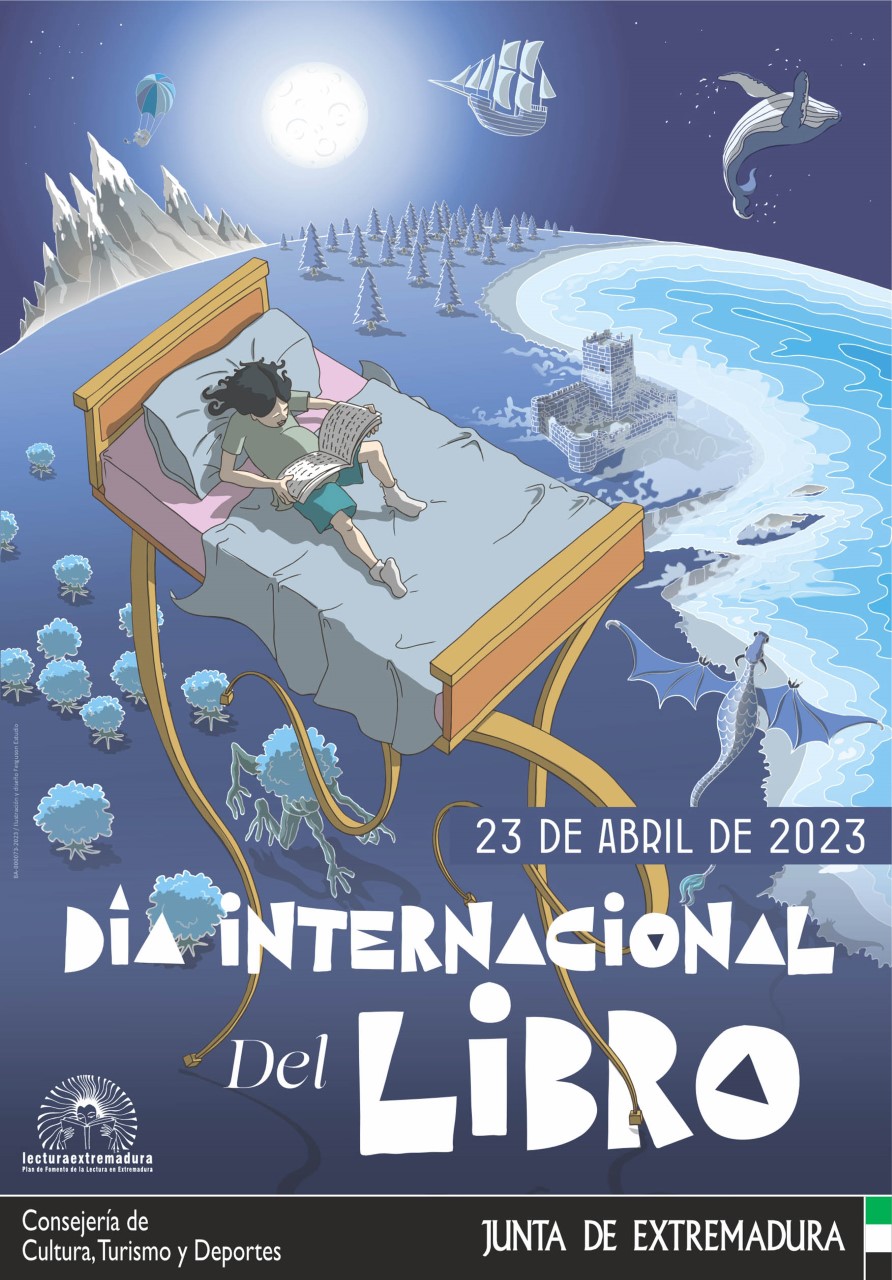 23 DE ABRIL DE 2023
DÍA INTERNACIONAL
Del LIBRO
lecturaextremadura
Plan de Fomento de la Lectura en Extremadura
Consejería de
Cultura, Turismo y Deportes
JUNTA DE EXTREMADURA